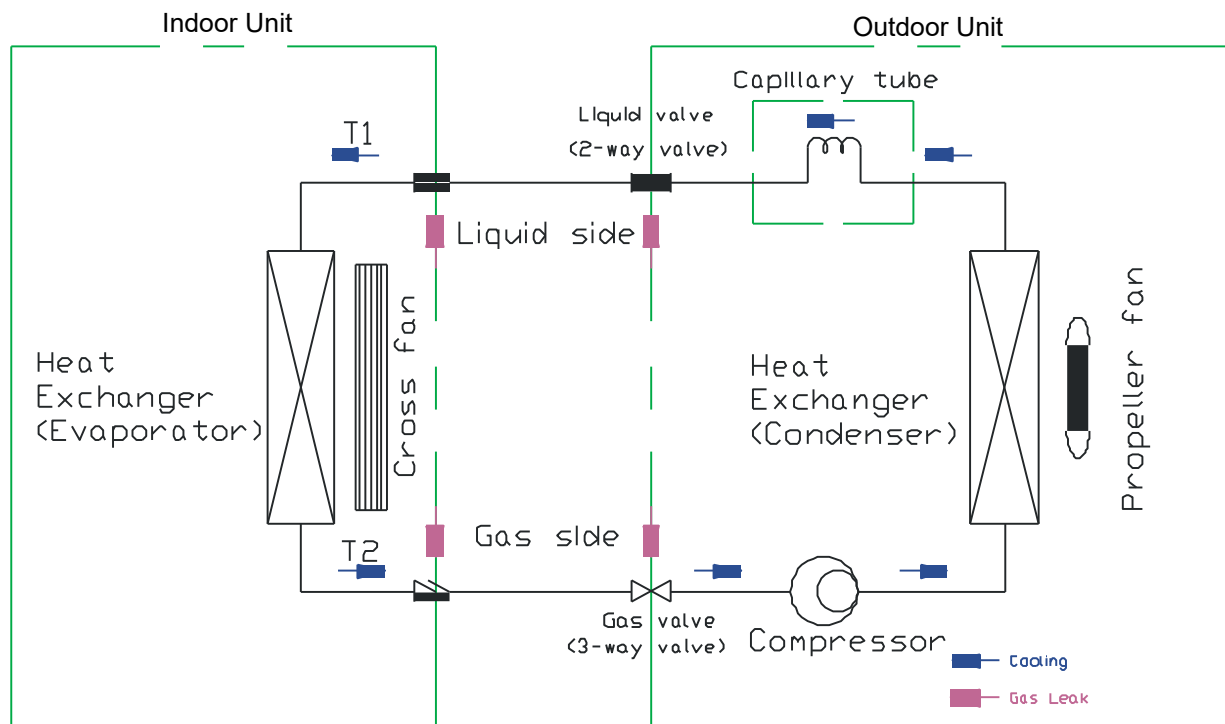 Indoor Unit
Outdoor Unit
Capillary tube
Liquid valve
(2-way valve)
T1
Liquid side
Heat
Exchanger
(Evaporator)
Cross fan
Heat
Exchanger
(Condenser)
Propeller fan
Gas side
T2
Gas valve
(3-way valve)
Compressor
Cooling
Gas Leak